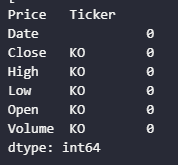 Price Ticker
Date 0
Close KO 0
High KO 0
Low KO 0
Open KO 0
Volume KO 0
dtype: int64